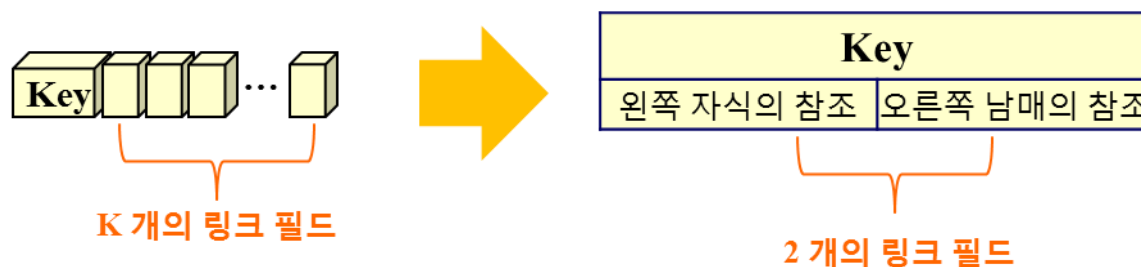 Key
...
K 개의 링크 필드
Key
왼쪽 자식의 참조
오른쪽 남매의 참조
2 개의 링크 필드